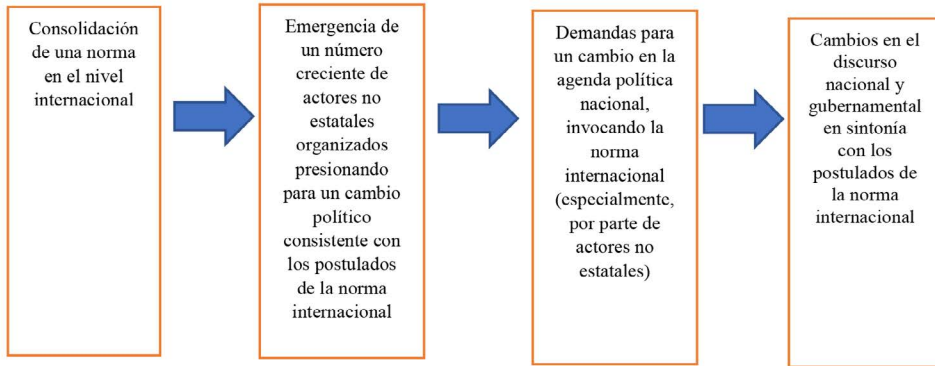 Consolidación
de una norma
en el nivel
internacional
Emergencia de
un número
creciente de
actores no
estatales
organizados
presionando
para un cambio
político
consistente con
los postulados
de la norma
internacional
Demandas para
un cambio en la
agenda política
nacional,
invocando la
norma
internacional
(especialmente,
por parte de
actores no
estatales)
Cambios en el
discurso
nacional y
gubernamental
en sintonía
con los
postulados de
la norma
internacional